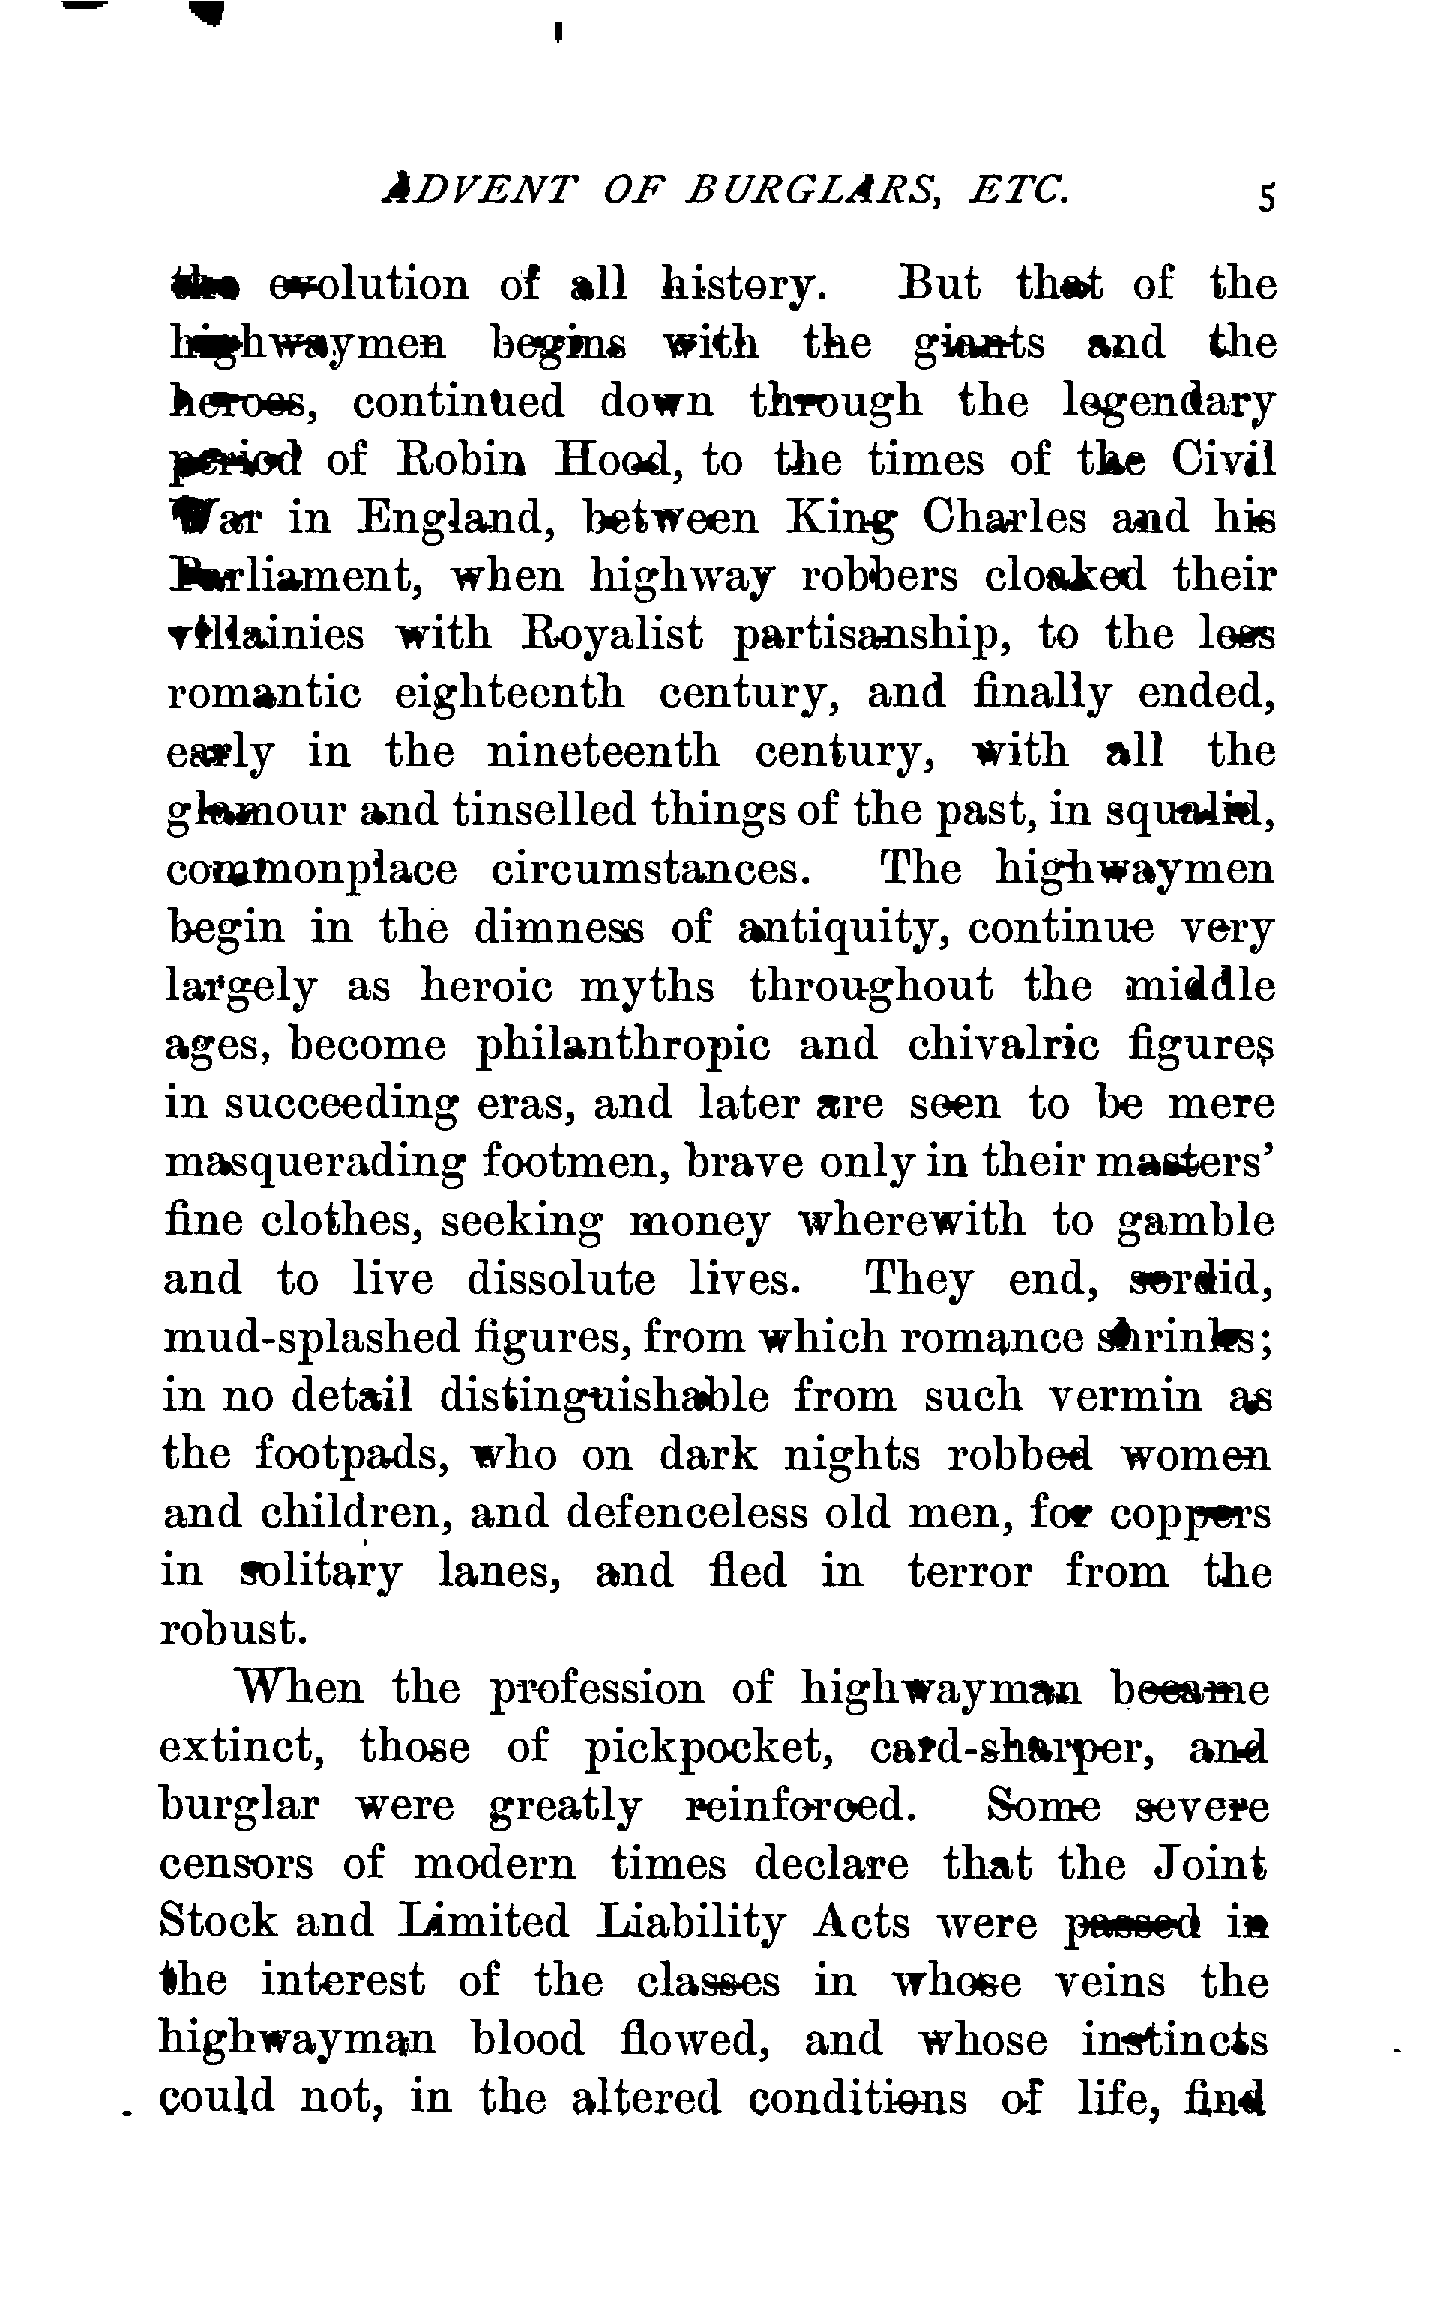 ADVENT OF BURGLARS, ETC. 5
the evolution of all history. But that of the
highwaymen begins with the giants and the
heroes, continued down through the legendary
period of Robin Hood, to the times of the Civil
War in England, between King Charles and his
Parliament, when highway robbers cloaked their
villainies with Royalist partisanship, to the less
romantic eighteenth century, and finally ended,
early in the nineteenth century, with all the
glamour and tinselled things of the past, in squalid,
commonplace circumstances. The highwaymen
begin in the dimness of antiquity, continue very
largely as heroic myths throughout the middle
ages, become philanthropic and chivalric figures
in succeeding eras, and later are seen to be mere
masquerading footmen, brave only in their masters'
fine clothes, seeking money wherewith to gamble
and to live dissolute lives. They end, sordid,
mud-splashed figures, from which romance shrinks;
in no detail distinguishable from such vermin as
the footpads, who on dark nights robbed women
and children, and defenceless old men, for coppers
in solitary lanes, and fled in terror from the
robust.
When the profession of highwayman became
extinct, those of pickpocket, card-sharper, and
burglar were greatly reinforced. Some severe
censors of modern times declare that the Joint
Stock and Limited Liability Acts were passed in
the interest of the classes in whose veins the
highwayman blood flowed, and whose instincts
could not, in the altered conditions of life, find